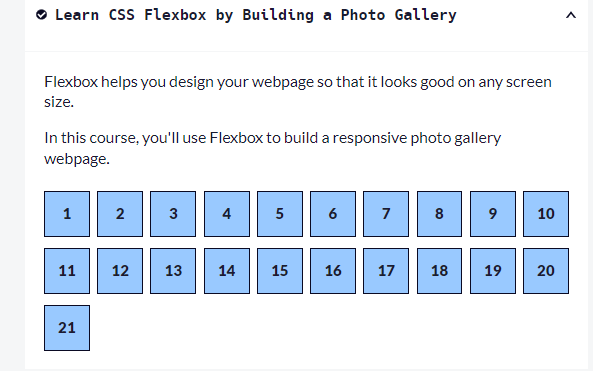 Learn CSS Flexbox by Building a Photo Gallery
Flexbox helps you design your webpage so that it looks good on any screen
size.
In this course, you'll use Flexbox to build a responsive photo gallery
webpage.
1 2 3 4 5 6 7 8 9 10
11 12 13 14 15 16 17 18 19 20
21